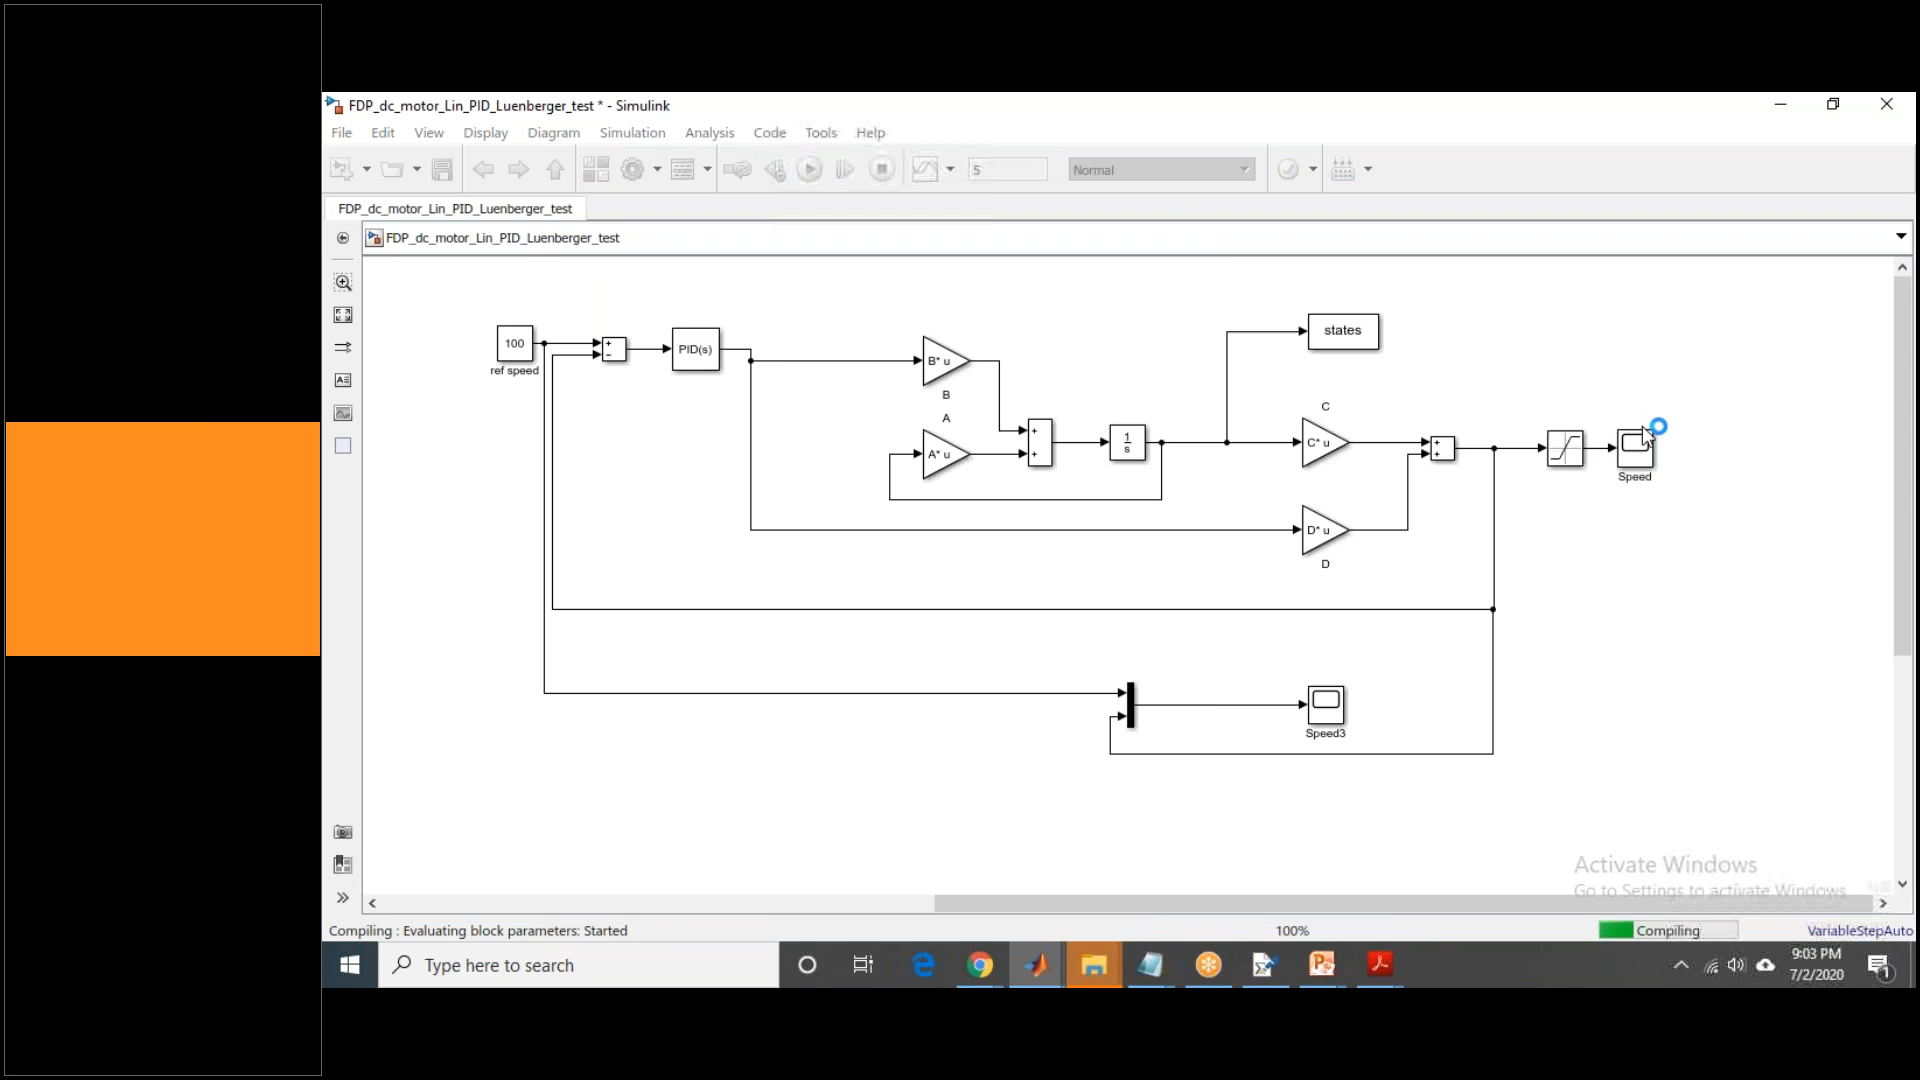 FDP_dc_motor_Lin_PID_Luenberger_test * - Simulink
File Edit View Display Diagram Simulation Analysis Code Tools Help
5
Normal
FDP_dc_motor_Lin_PID_Luenberger_test
FDP_dc_motor_Lin_PID_Luenberger_test
states
100
ref speed
+
−
PID(s)
B* u
B
A
A* u
+
+
1
s
C
C* u
+
+
Speed
D* u
D
Speed3
Activate Windows
Go to Settings to activate Windows.
Compiling : Evaluating block parameters: Started
100%
Compiling
VariableStepAuto
Type here to search
9:03 PM
7/2/2020
1